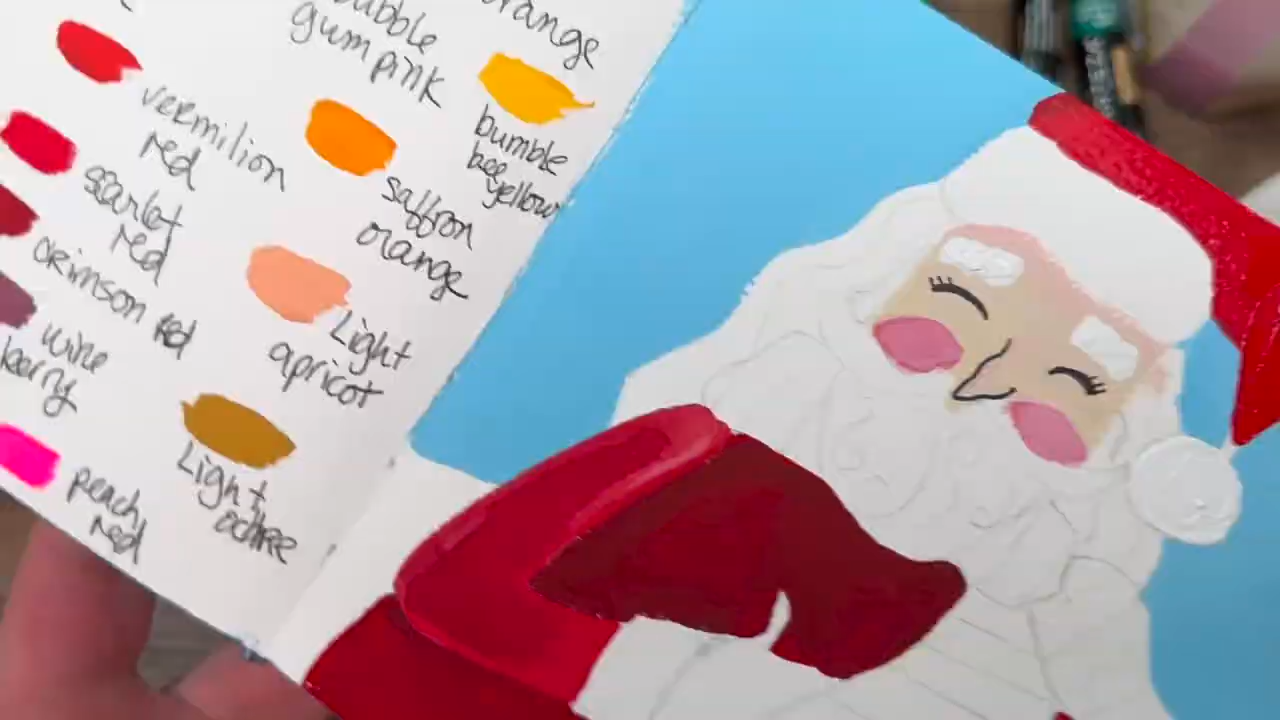 vermilion
red
scarlet
red
crimson red
wine
berry
peach
red
bubble
gum pink
saffron
orange
Light
apricot
Light
ochre
orange
bumble
bee
yellow